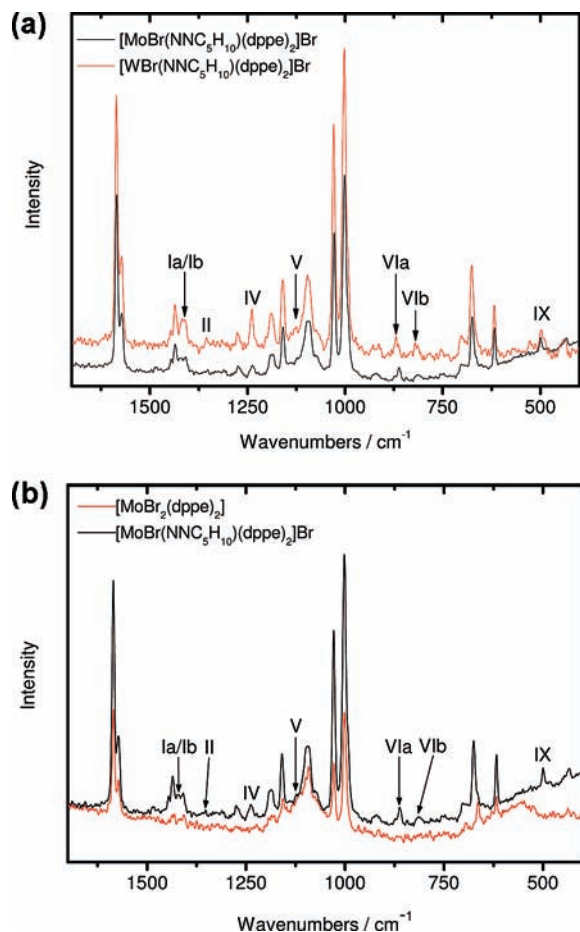 (a)
[MoBr(NNC₅H₁₀)(dppe)₂]Br
[WBr(NNC₅H₁₀)(dppe)₂]Br
Intensity
Ia/Ib
II
IV
V
VIa
VIb
IX
1500 1250 1000 750 500
Wavenumbers / cm⁻¹
(b)
[MoBr₂(dppe)₂]
[MoBr(NNC₅H₁₀)(dppe)₂]Br
Intensity
Ia/Ib
II
IV
V
VIa
VIb
IX
1500 1250 1000 750 500
Wavenumbers / cm⁻¹